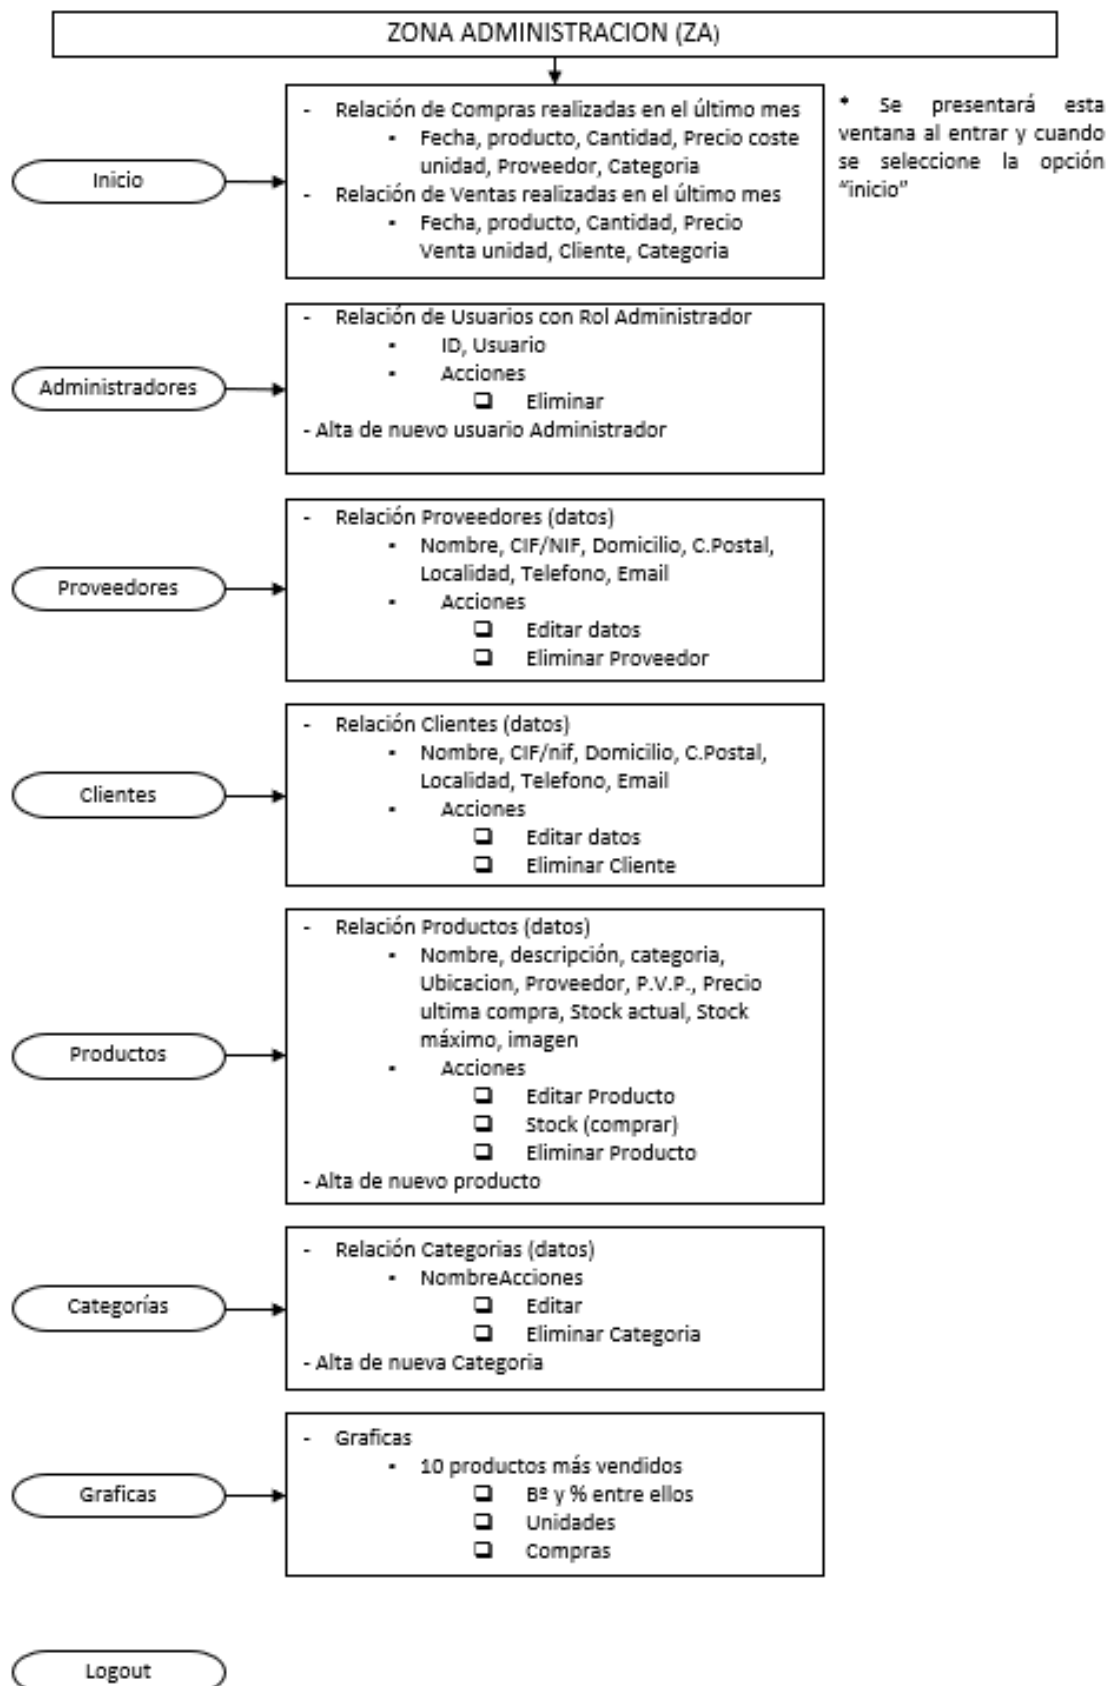 ZONA ADMINISTRACION (ZA)
- Relación de Compras realizadas en el último mes
▪ Fecha, producto, Cantidad, Precio coste
unidad, Proveedor, Categoria
- Relación de Ventas realizadas en el último mes
▪ Fecha, producto, Cantidad, Precio
Venta unidad, Cliente, Categoria
* Se presentará esta
ventana al entrar y cuando
se seleccione la opción
“inicio”
Inicio
- Relación de Usuarios con Rol Administrador
▪ ID, Usuario
▪ Acciones
❑ Eliminar
- Alta de nuevo usuario Administrador
Administradores
- Relación Proveedores (datos)
▪ Nombre, CIF/NIF, Domicilio, C.Postal,
Localidad, Telefono, Email
▪ Acciones
❑ Editar datos
❑ Eliminar Proveedor
Proveedores
- Relación Clientes (datos)
▪ Nombre, CIF/nif, Domicilio, C.Postal,
Localidad, Telefono, Email
▪ Acciones
❑ Editar datos
❑ Eliminar Cliente
Clientes
- Relación Productos (datos)
▪ Nombre, descripción, categoria,
Ubicacion, Proveedor, P.V.P., Precio
ultima compra, Stock actual, Stock
máximo, imagen
▪ Acciones
❑ Editar Producto
❑ Stock (comprar)
❑ Eliminar Producto
- Alta de nuevo producto
Productos
- Relación Categorias (datos)
▪ NombreAcciones
❑ Editar
❑ Eliminar Categoria
- Alta de nueva Categoria
Categorías
- Graficas
▪ 10 productos más vendidos
❑ Bº y % entre ellos
❑ Unidades
❑ Compras
Graficas
Logout